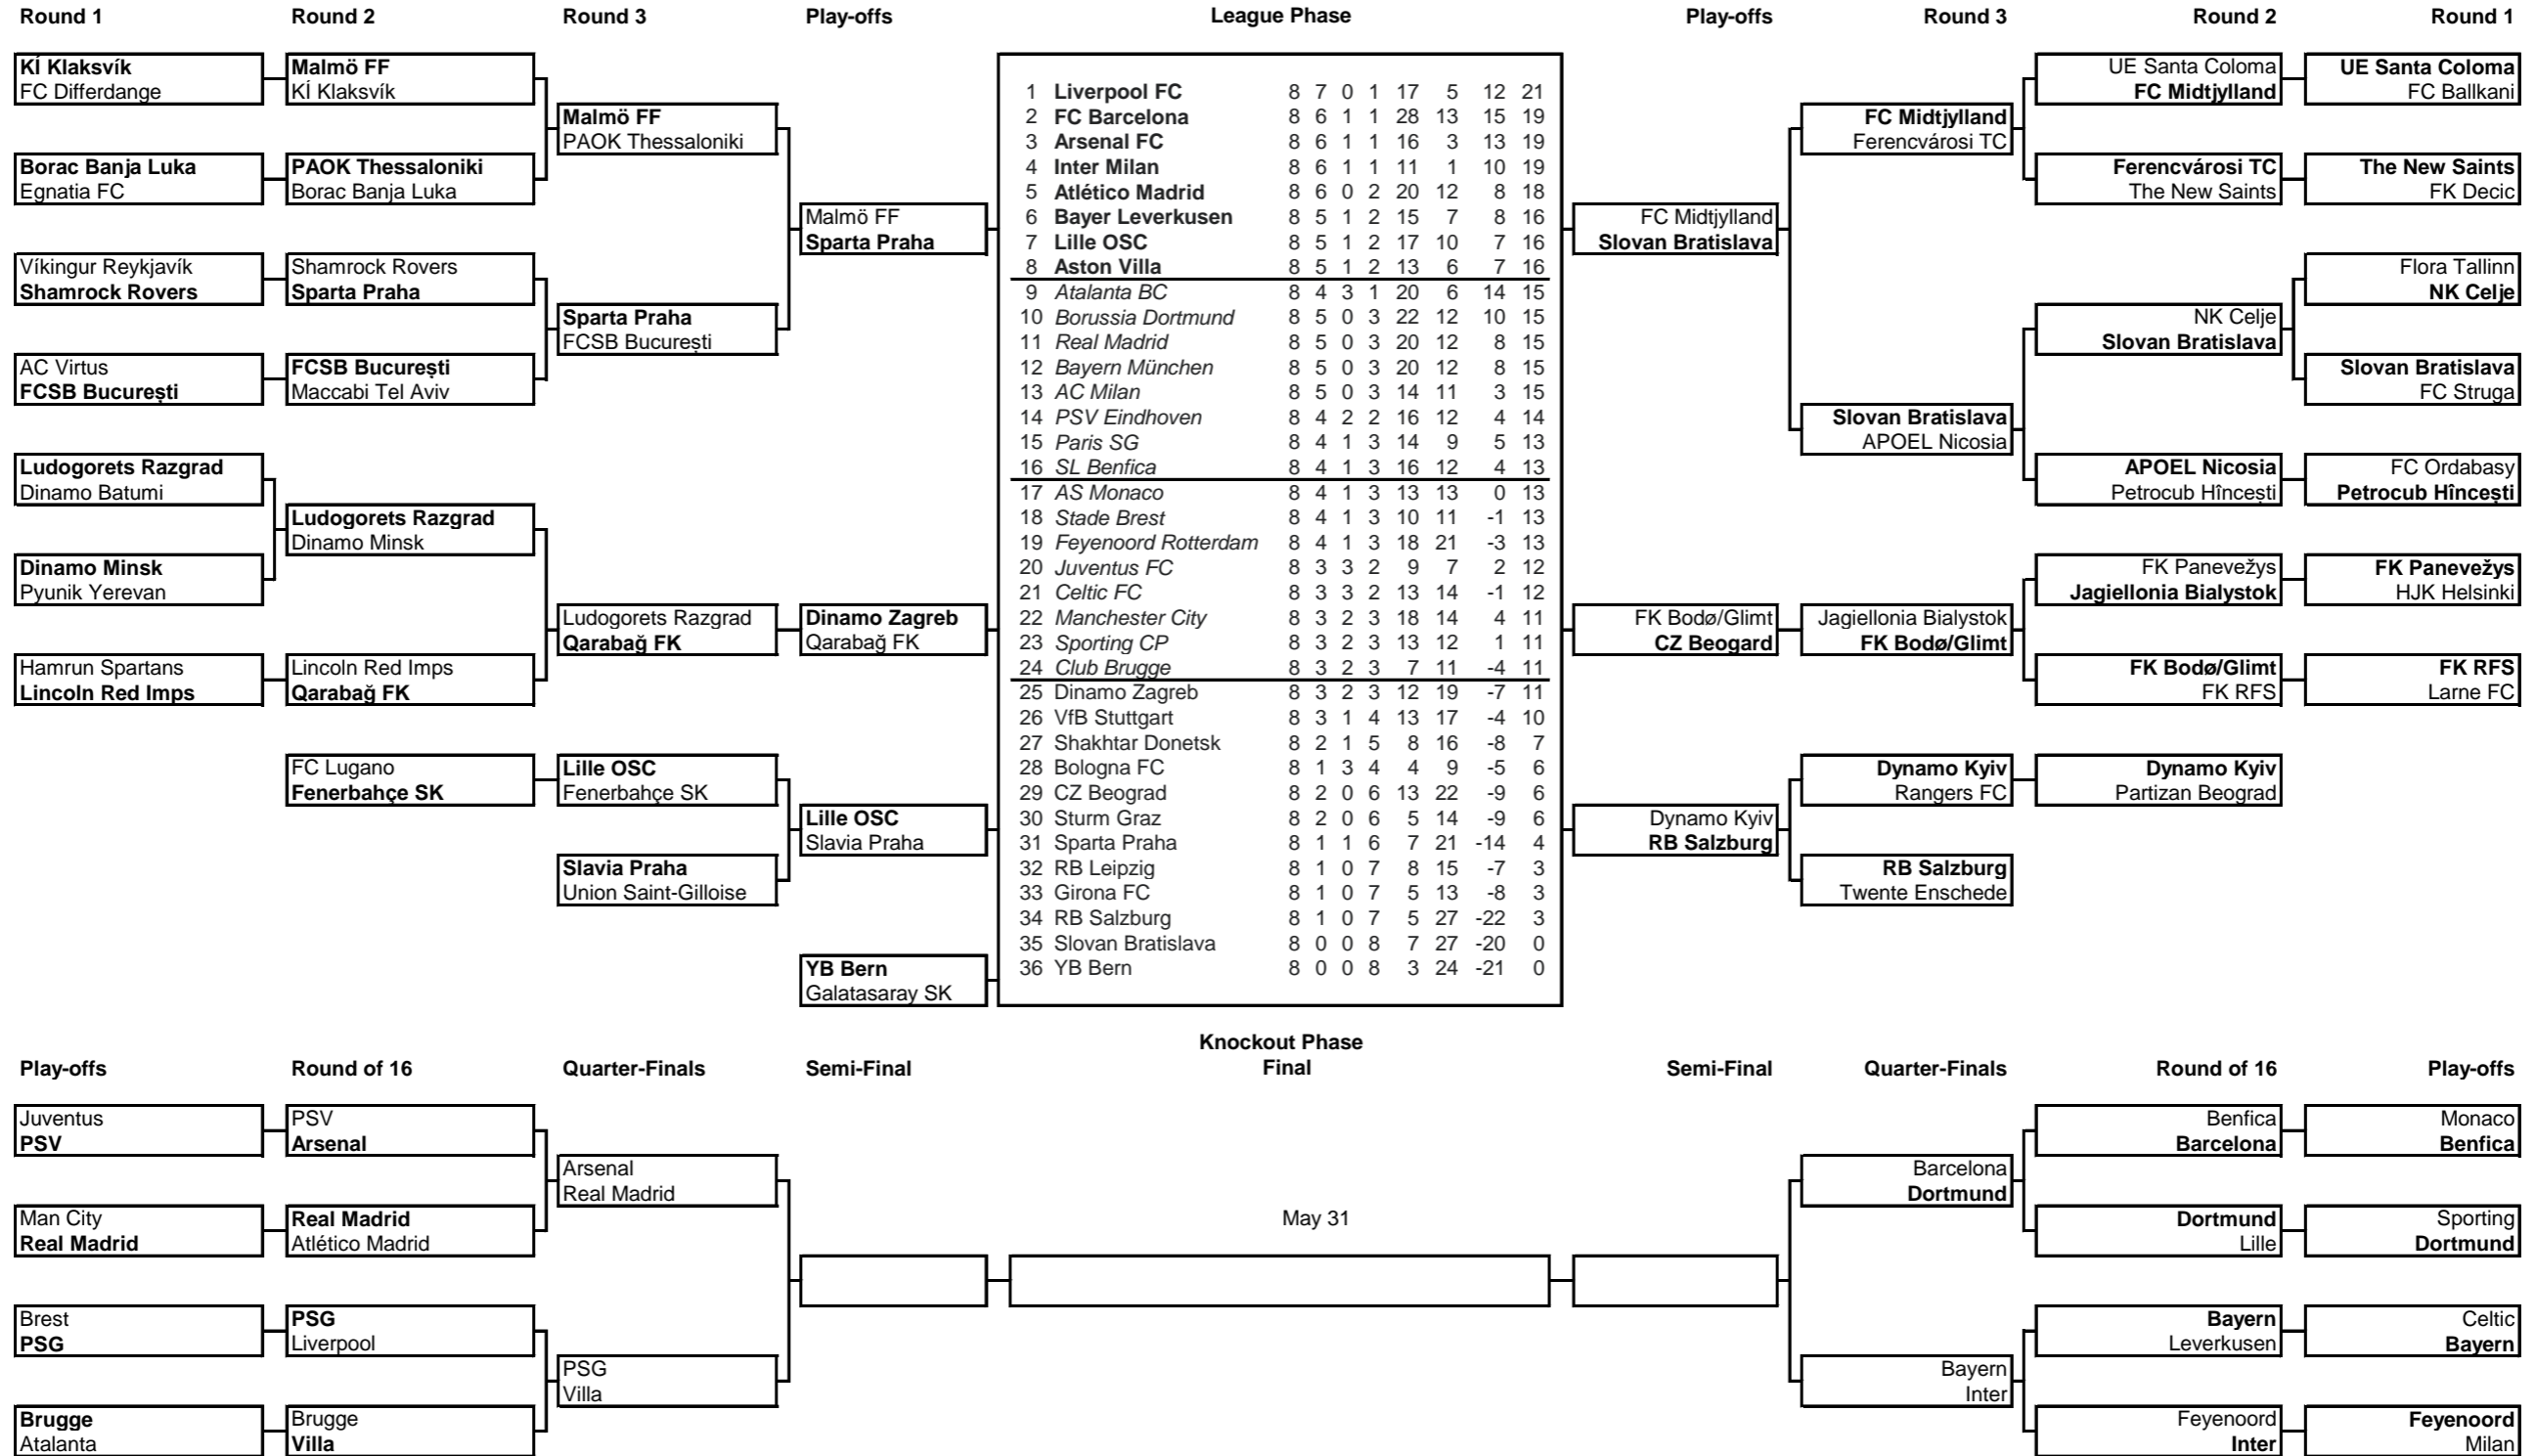 Round 1 Round 2 Round 3 Play-offs League Phase Play-offs Round 3 Round 2 Round 1
KÍ Klaksvík
FC Differdange
Borac Banja Luka
Egnatia FC
Víkingur Reykjavík
Shamrock Rovers
AC Virtus
FCSB București
Ludogorets Razgrad
Dinamo Batumi
Dinamo Minsk
Pyunik Yerevan
Hamrun Spartans
Lincoln Red Imps
Malmö FF
KÍ Klaksvík
PAOK Thessaloniki
Borac Banja Luka
Shamrock Rovers
Sparta Praha
FCSB București
Maccabi Tel Aviv
Ludogorets Razgrad
Dinamo Minsk
Lincoln Red Imps
Qarabağ FK
FC Lugano
Fenerbahçe SK
Malmö FF
PAOK Thessaloniki
Sparta Praha
FCSB București
Ludogorets Razgrad
Qarabağ FK
Lille OSC
Fenerbahçe SK
Slavia Praha
Union Saint-Gilloise
Malmö FF
Sparta Praha
Dinamo Zagreb
Qarabağ FK
Lille OSC
Slavia Praha
YB Bern
Galatasaray SK
1 Liverpool FC 8 7 0 1 17 5 12 21
2 FC Barcelona 8 6 1 1 28 13 15 19
3 Arsenal FC 8 6 1 1 16 3 13 19
4 Inter Milan 8 6 1 1 11 1 10 19
5 Atlético Madrid 8 6 0 2 20 12 8 18
6 Bayer Leverkusen 8 5 1 2 15 7 8 16
7 Lille OSC 8 5 1 2 17 10 7 16
8 Aston Villa 8 5 1 2 13 6 7 16
9 Atalanta BC 8 4 3 1 20 6 14 15
10 Borussia Dortmund 8 5 0 3 22 12 10 15
11 Real Madrid 8 5 0 3 20 12 8 15
12 Bayern München 8 5 0 3 20 12 8 15
13 AC Milan 8 5 0 3 14 11 3 15
14 PSV Eindhoven 8 4 2 2 16 12 4 14
15 Paris SG 8 4 1 3 14 9 5 13
16 SL Benfica 8 4 1 3 16 12 4 13
17 AS Monaco 8 4 1 3 13 13 0 13
18 Stade Brest 8 4 1 3 10 11 -1 13
19 Feyenoord Rotterdam 8 4 1 3 18 21 -3 13
20 Juventus FC 8 3 3 2 9 7 2 12
21 Celtic FC 8 3 3 2 13 14 -1 12
22 Manchester City 8 3 2 3 18 14 4 11
23 Sporting CP 8 3 2 3 13 12 1 11
24 Club Brugge 8 3 2 3 7 11 -4 11
25 Dinamo Zagreb 8 3 2 3 12 19 -7 11
26 VfB Stuttgart 8 3 1 4 13 17 -4 10
27 Shakhtar Donetsk 8 2 1 5 8 16 -8 7
28 Bologna FC 8 1 3 4 4 9 -5 6
29 CZ Beograd 8 2 0 6 13 22 -9 6
30 Sturm Graz 8 2 0 6 5 14 -9 6
31 Sparta Praha 8 1 1 6 7 21 -14 4
32 RB Leipzig 8 1 0 7 8 15 -7 3
33 Girona FC 8 1 0 7 5 13 -8 3
34 RB Salzburg 8 1 0 7 5 27 -22 3
35 Slovan Bratislava 8 0 0 8 7 27 -20 0
36 YB Bern 8 0 0 8 3 24 -21 0
FC Midtjylland
Slovan Bratislava
FK Bodø/Glimt
CZ Beogard
Dynamo Kyiv
RB Salzburg
FC Midtjylland
Ferencvárosi TC
Slovan Bratislava
APOEL Nicosia
Jagiellonia Bialystok
FK Bodø/Glimt
Dynamo Kyiv
Rangers FC
RB Salzburg
Twente Enschede
UE Santa Coloma
FC Midtjylland
Ferencvárosi TC
The New Saints
NK Celje
Slovan Bratislava
APOEL Nicosia
Petrocub Hîncești
FK Panevežys
Jagiellonia Bialystok
FK Bodø/Glimt
FK RFS
Dynamo Kyiv
Partizan Beograd
UE Santa Coloma
FC Ballkani
The New Saints
FK Decic
Flora Tallinn
NK Celje
Slovan Bratislava
FC Struga
FC Ordabasy
Petrocub Hîncești
FK Panevežys
HJK Helsinki
FK RFS
Larne FC
Knockout Phase
Play-offs Round of 16 Quarter-Finals Semi-Final Final Semi-Final Quarter-Finals Round of 16 Play-offs
Juventus
PSV
Man City
Real Madrid
Brest
PSG
Brugge
Atalanta
PSV
Arsenal
Real Madrid
Atlético Madrid
PSG
Liverpool
Brugge
Villa
Arsenal
Real Madrid
PSG
Villa
May 31
Barcelona
Dortmund
Bayern
Inter
Benfica
Barcelona
Dortmund
Lille
Bayern
Leverkusen
Feyenoord
Inter
Monaco
Benfica
Sporting
Dortmund
Celtic
Bayern
Feyenoord
Milan